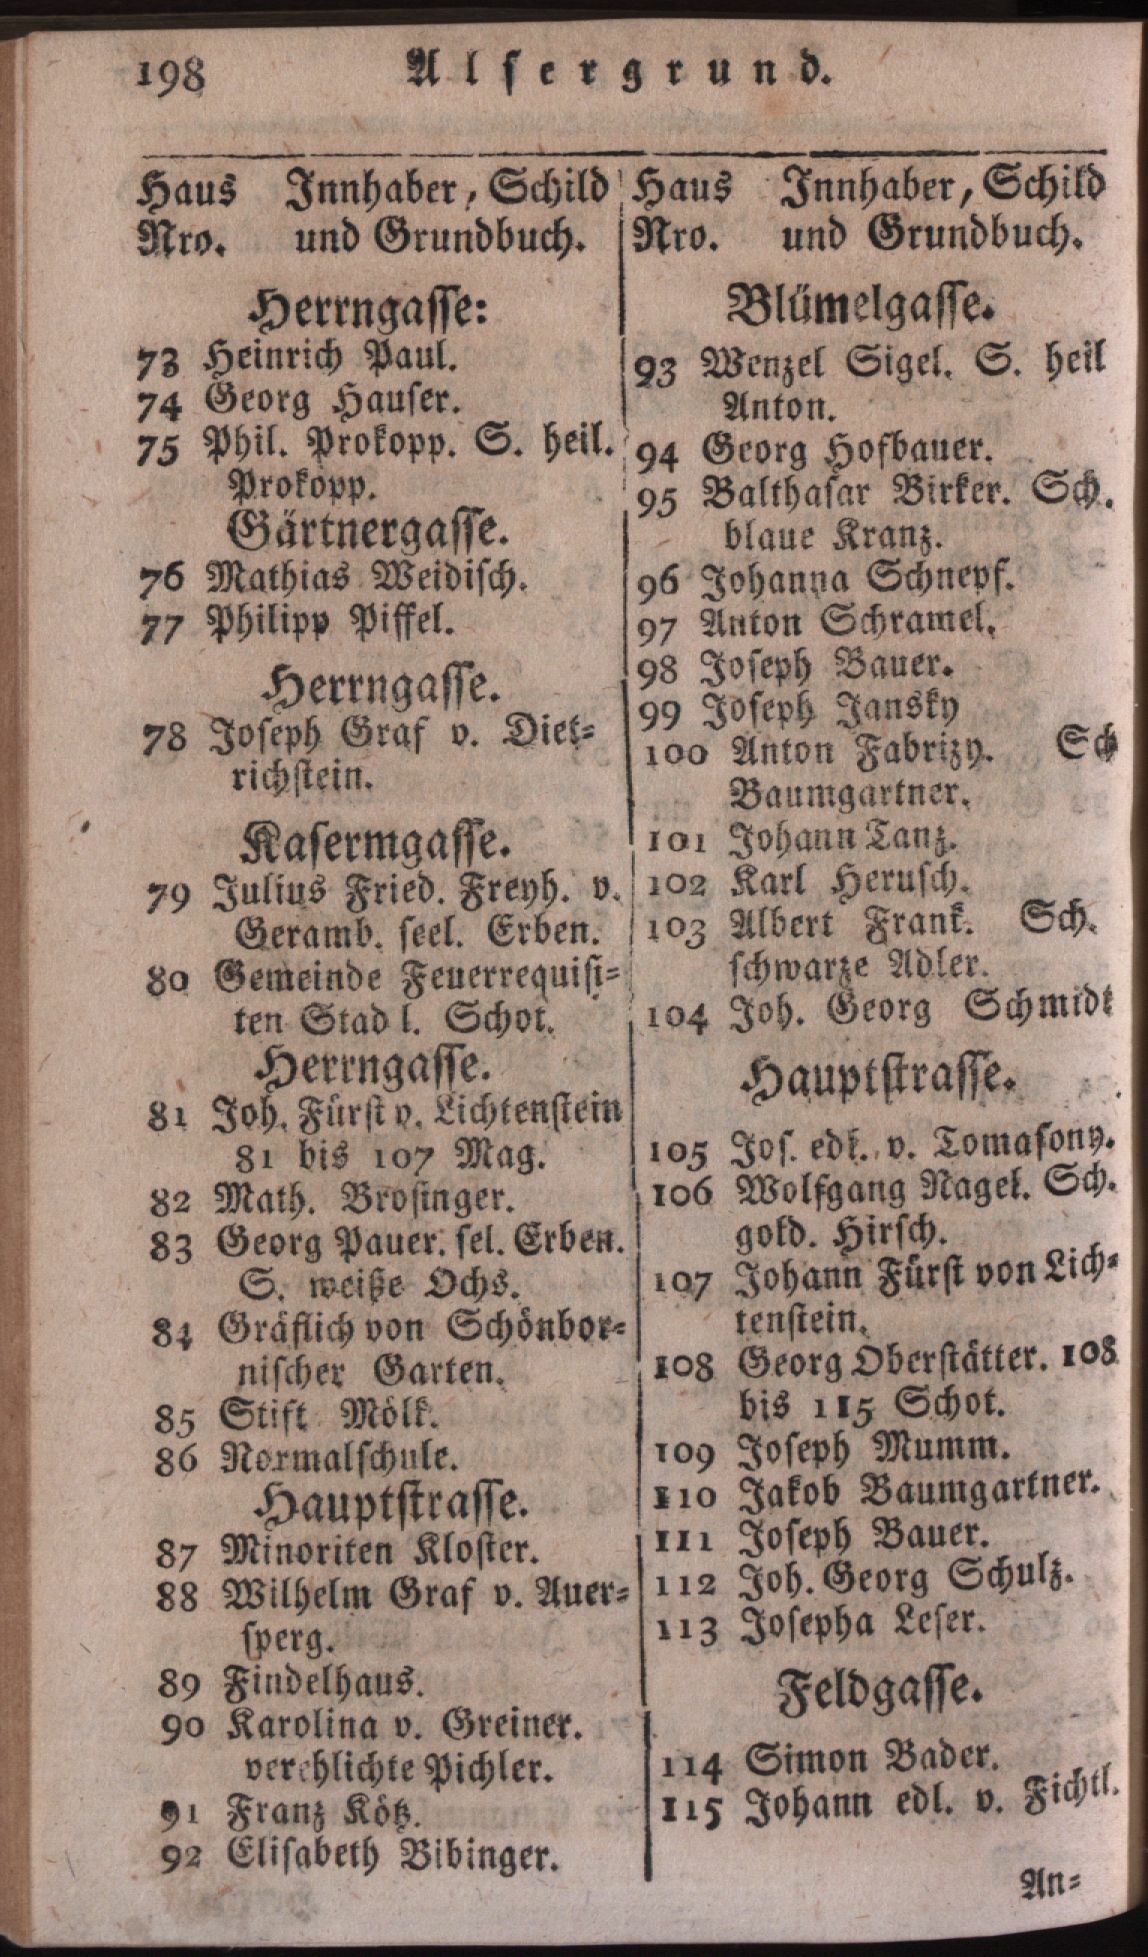 198 Alsergrund.
Haus Innhaber, Schild
Nro. und Grundbuch.
Herrngasse:
73 Heinrich Paul.
74 Georg Hauser.
75 Phil. Prokopp. S. heil.
Prokopp.
Gärtnergasse.
76 Mathias Weidisch.
77 Philipp Piffel.
Herrngasse.
78 Joseph Graf v. Diet=
richstein.
Kasermgasse.
79 Julius Fried. Freyh. v.
Geramb. seel. Erben.
80 Gemeinde Feuerrequisi=
ten Stad l. Schot.
Herrngasse.
81 Joh. Fürst v. Lichtenstein
81 bis 107 Mag.
82 Math. Brosinger.
83 Georg Pauer. sel. Erben.
S. weiße Ochs.
84 Gräflich von Schönbor=
nischer Garten.
85 Stift Mölk.
86 Normalschule.
Hauptstrasse.
87 Minoriten Kloster.
88 Wilhelm Graf v. Auer=
sperg.
89 Findelhaus.
90 Karolina v. Greiner.
verehlichte Pichler.
91 Franz Kötz.
92 Elisabeth Bibinger.
Haus Innhaber, Schild
Nro. und Grundbuch.
Blümelgasse.
93 Wenzel Sigel. S. heil
Anton.
94 Georg Hofbauer.
95 Balthasar Birker. Sch.
blaue Kranz.
96 Johanna Schnepf.
97 Anton Schramel.
98 Joseph Bauer.
99 Joseph Jansky
100 Anton Fabrizy. Sch
Baumgartner.
101 Johann Tanz.
102 Karl Herusch.
103 Albert Frank. Sch.
schwarze Adler.
104 Joh. Georg Schmidt
Hauptstrasse.
105 Jos. edl. v. Tomasony.
106 Wolfgang Nagel. Sch.
gold. Hirsch.
107 Johann Fürst von Lich=
tenstein.
108 Georg Oberstätter. 108
bis 115 Schot.
109 Joseph Mumm.
110 Jakob Baumgartner.
111 Joseph Bauer.
112 Joh. Georg Schulz.
113 Josepha Leser.
Feldgasse.
114 Simon Bader.
115 Johann edl. v. Fichtl.
An=